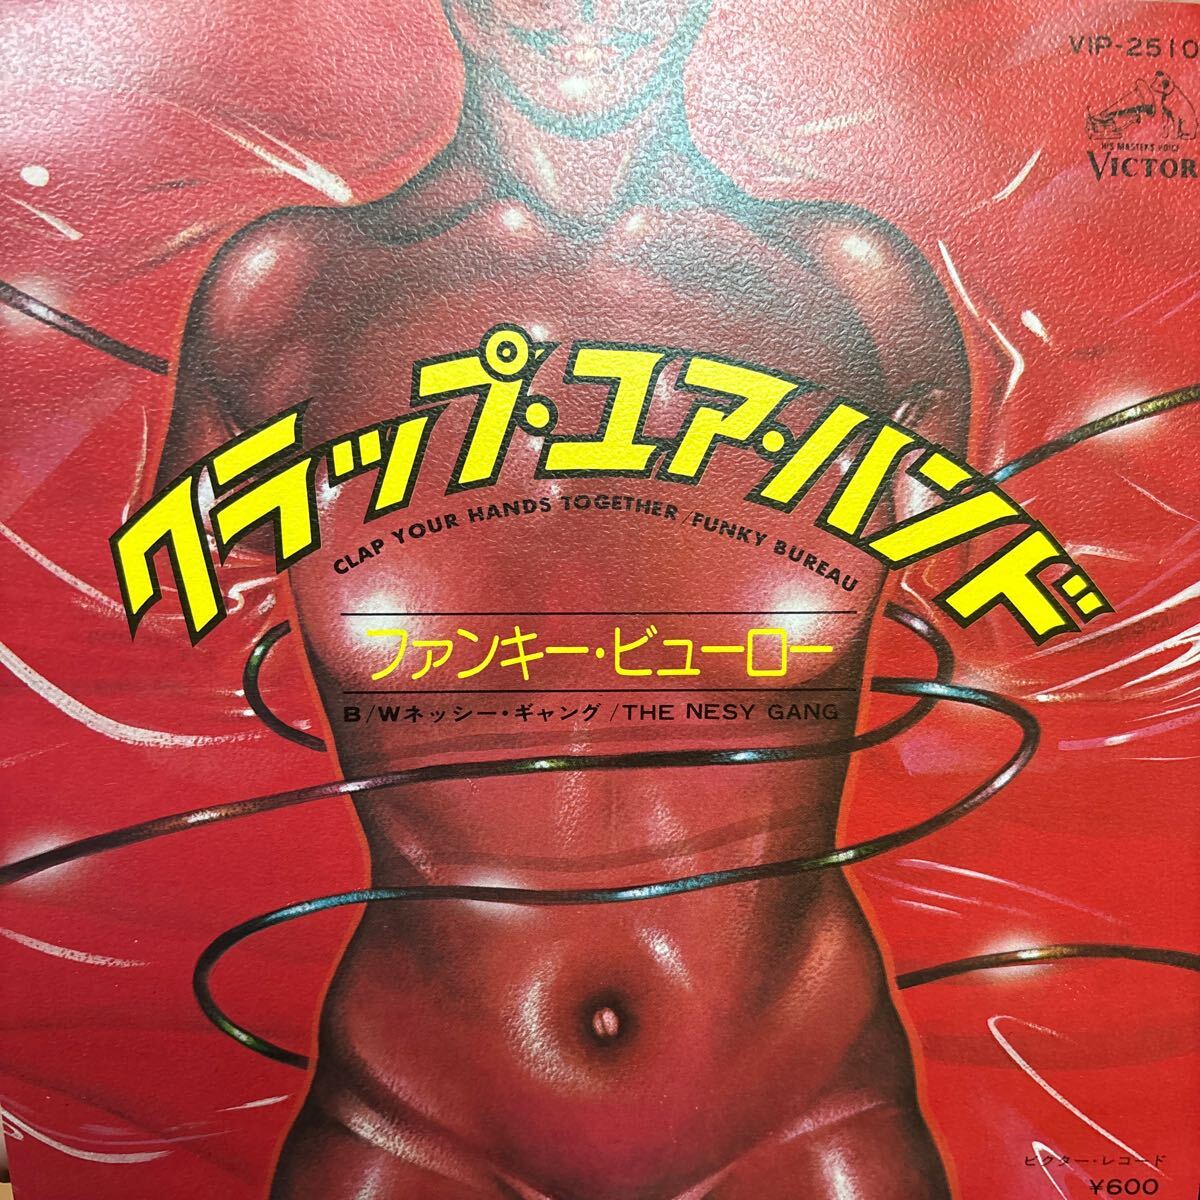 VIP-2510
HIS MASTER'S VOICE
VICTOR
クラップ・ユア・ハンド
CLAP YOUR HANDS TOGETHER/FUNKY BUREAU
ファンキー・ビューロー
B/Wネッシー・ギャング/THE NESY GANG
ビクター・レコード
¥600